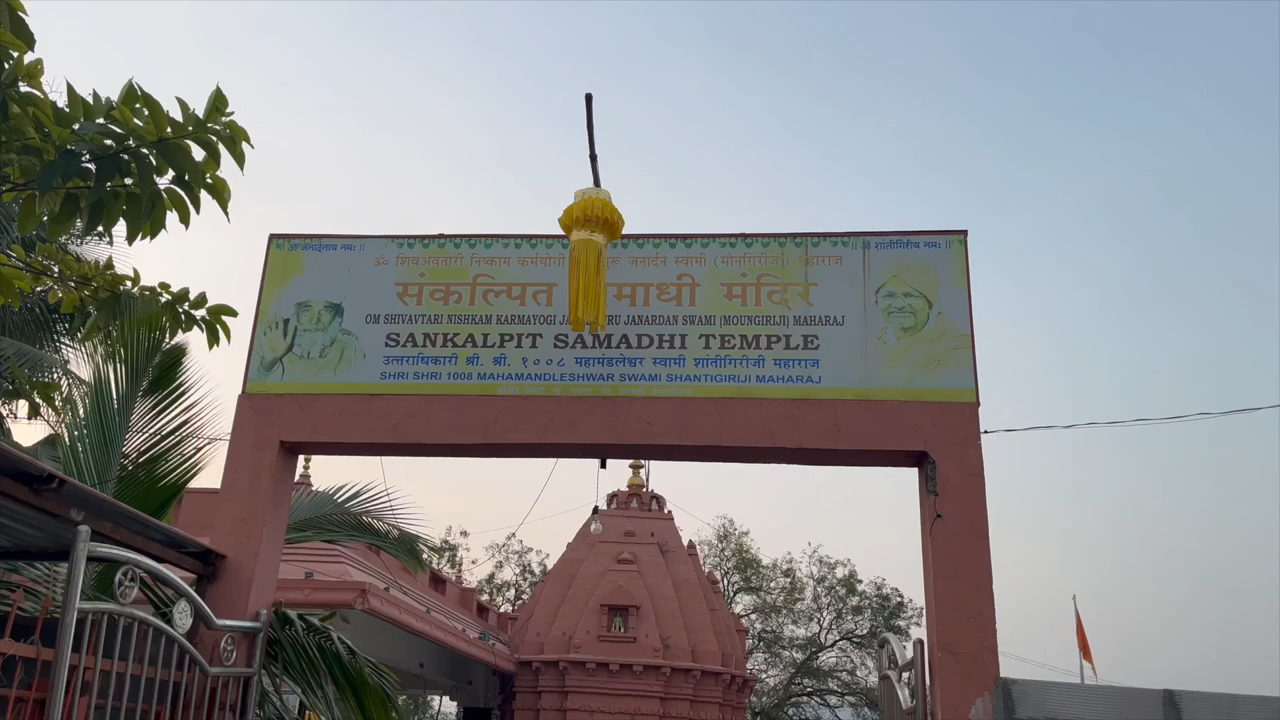 ॐ जनार्दनाय नमः ॥
॥ ॐ शांतीगिरीय नमः ॥
ॐ शिवअवतारी निष्काम कर्मयोगी जनार्दन स्वामी (मोनगिरीजी) महाराज
संकल्पित समाधी मंदिर
OM SHIVAVTARI NISHKAM KARMAYOGI JANARDAN SWAMI (MOUNGIRIJI) MAHARAJ
SANKALPIT SAMADHI TEMPLE
उत्तराधिकारी श्री. श्री. १००८ महामंडलेश्वर स्वामी शांतीगिरीजी महाराज
SHRI SHRI 1008 MAHAMANDLESHWAR SWAMI SHANTIGIRIJI MAHARAJ